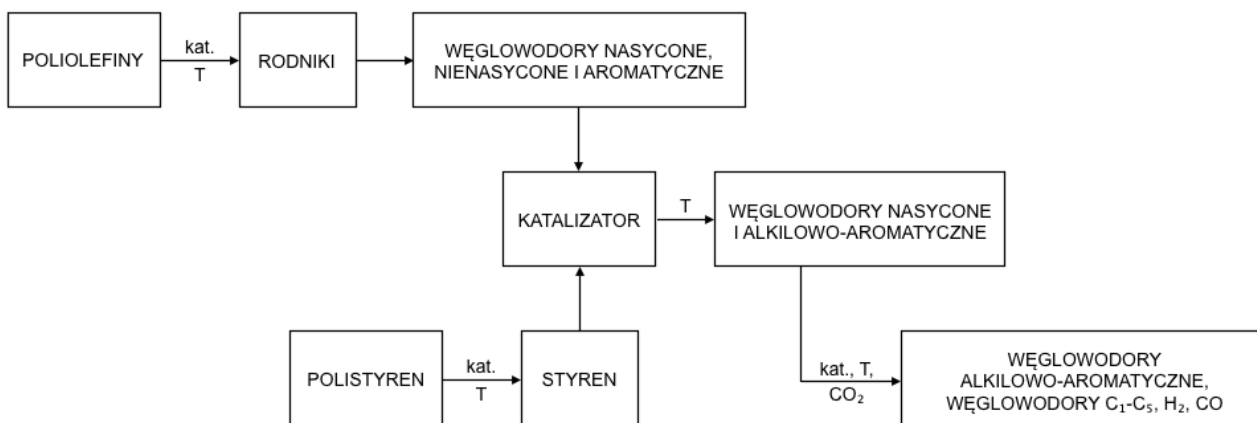 POLIOLEFINY
kat.
T
RODNIKI
WĘGLOWODORY NASYCONE,
NIENASYCONE I AROMATYCZNE
KATALIZATOR
T
WĘGLOWODORY NASYCONE
I ALKILOWO-AROMATYCZNE
POLISTYREN
kat.
T
STYREN
kat., T,
CO₂
WĘGLOWODORY
ALKILOWO-AROMATYCZNE,
WĘGLOWODORY C₁-C₅, H₂, CO